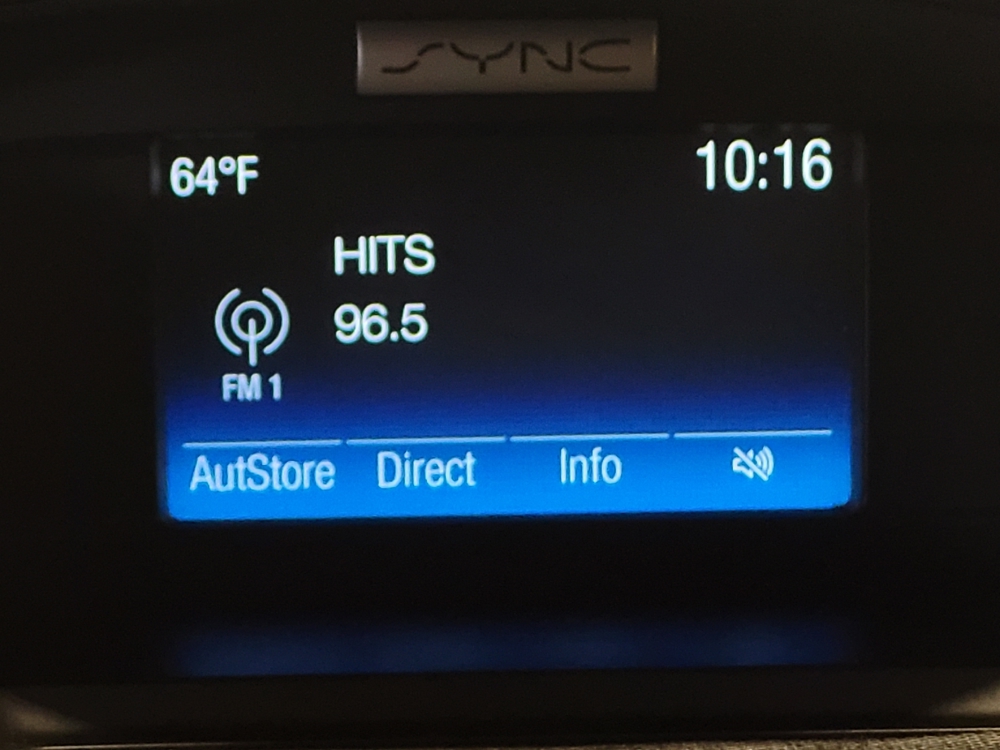 SYNC
64°F 10:16
HITS
96.5
FM 1
AutStore Direct Info